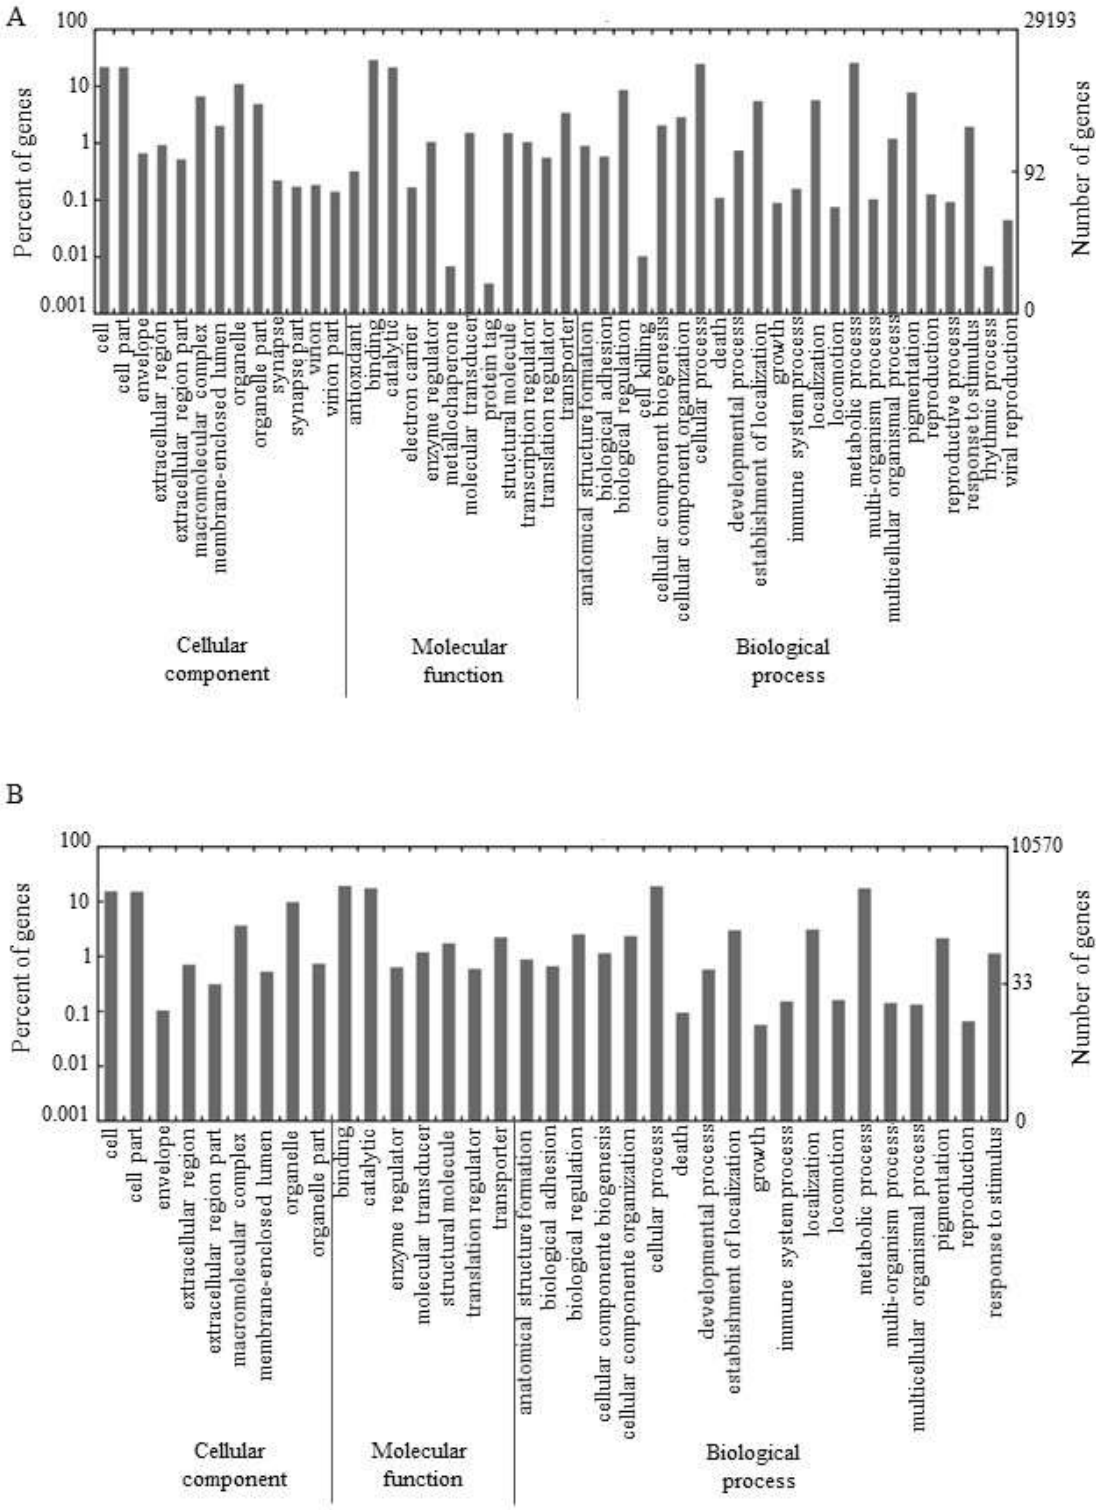 A
100
10
1
0.1
0.01
0.001
Percent of genes
29193
92
0
Number of genes
cell
cell part
envelope
extracellular region
extracellular region part
macromolecular complex
membrane-enclosed lumen
organelle
organelle part
synapse
synapse part
virion
virion part
antioxidant
binding
catalytic
electron carrier
enzyme regulator
metallochaperone
molecular transducer
protein tag
structural molecule
transcription regulator
translation regulator
transporter
anatomical structure formation
biological adhesion
biological regulation
cell killing
cellular component biogenesis
cellular component organization
cellular process
death
developmental process
establishment of localization
growth
immune system process
localization
locomotion
metabolic process
multi-organism process
multicellular organismal process
pigmentation
reproduction
reproductive process
response to stimulus
rhythmic process
viral reproduction
Cellular
component
Molecular
function
Biological
process
B
100
10
1
0.1
0.01
0.001
Percent of genes
10570
33
0
Number of genes
cell
cell part
envelope
extracellular region
extracellular region part
macromolecular complex
membrane-enclosed lumen
organelle
organelle part
binding
catalytic
enzyme regulator
molecular transducer
structural molecule
translation regulator
transporter
anatomical structure formation
biological adhesion
biological regulation
cellular componente biogenesis
cellular componente organization
cellular process
death
developmental process
establishment of localization
growth
immune system process
localization
locomotion
metabolic process
multi-organism process
multicellular organismal process
pigmentation
reproduction
response to stimulus
Cellular
component
Molecular
function
Biological
process